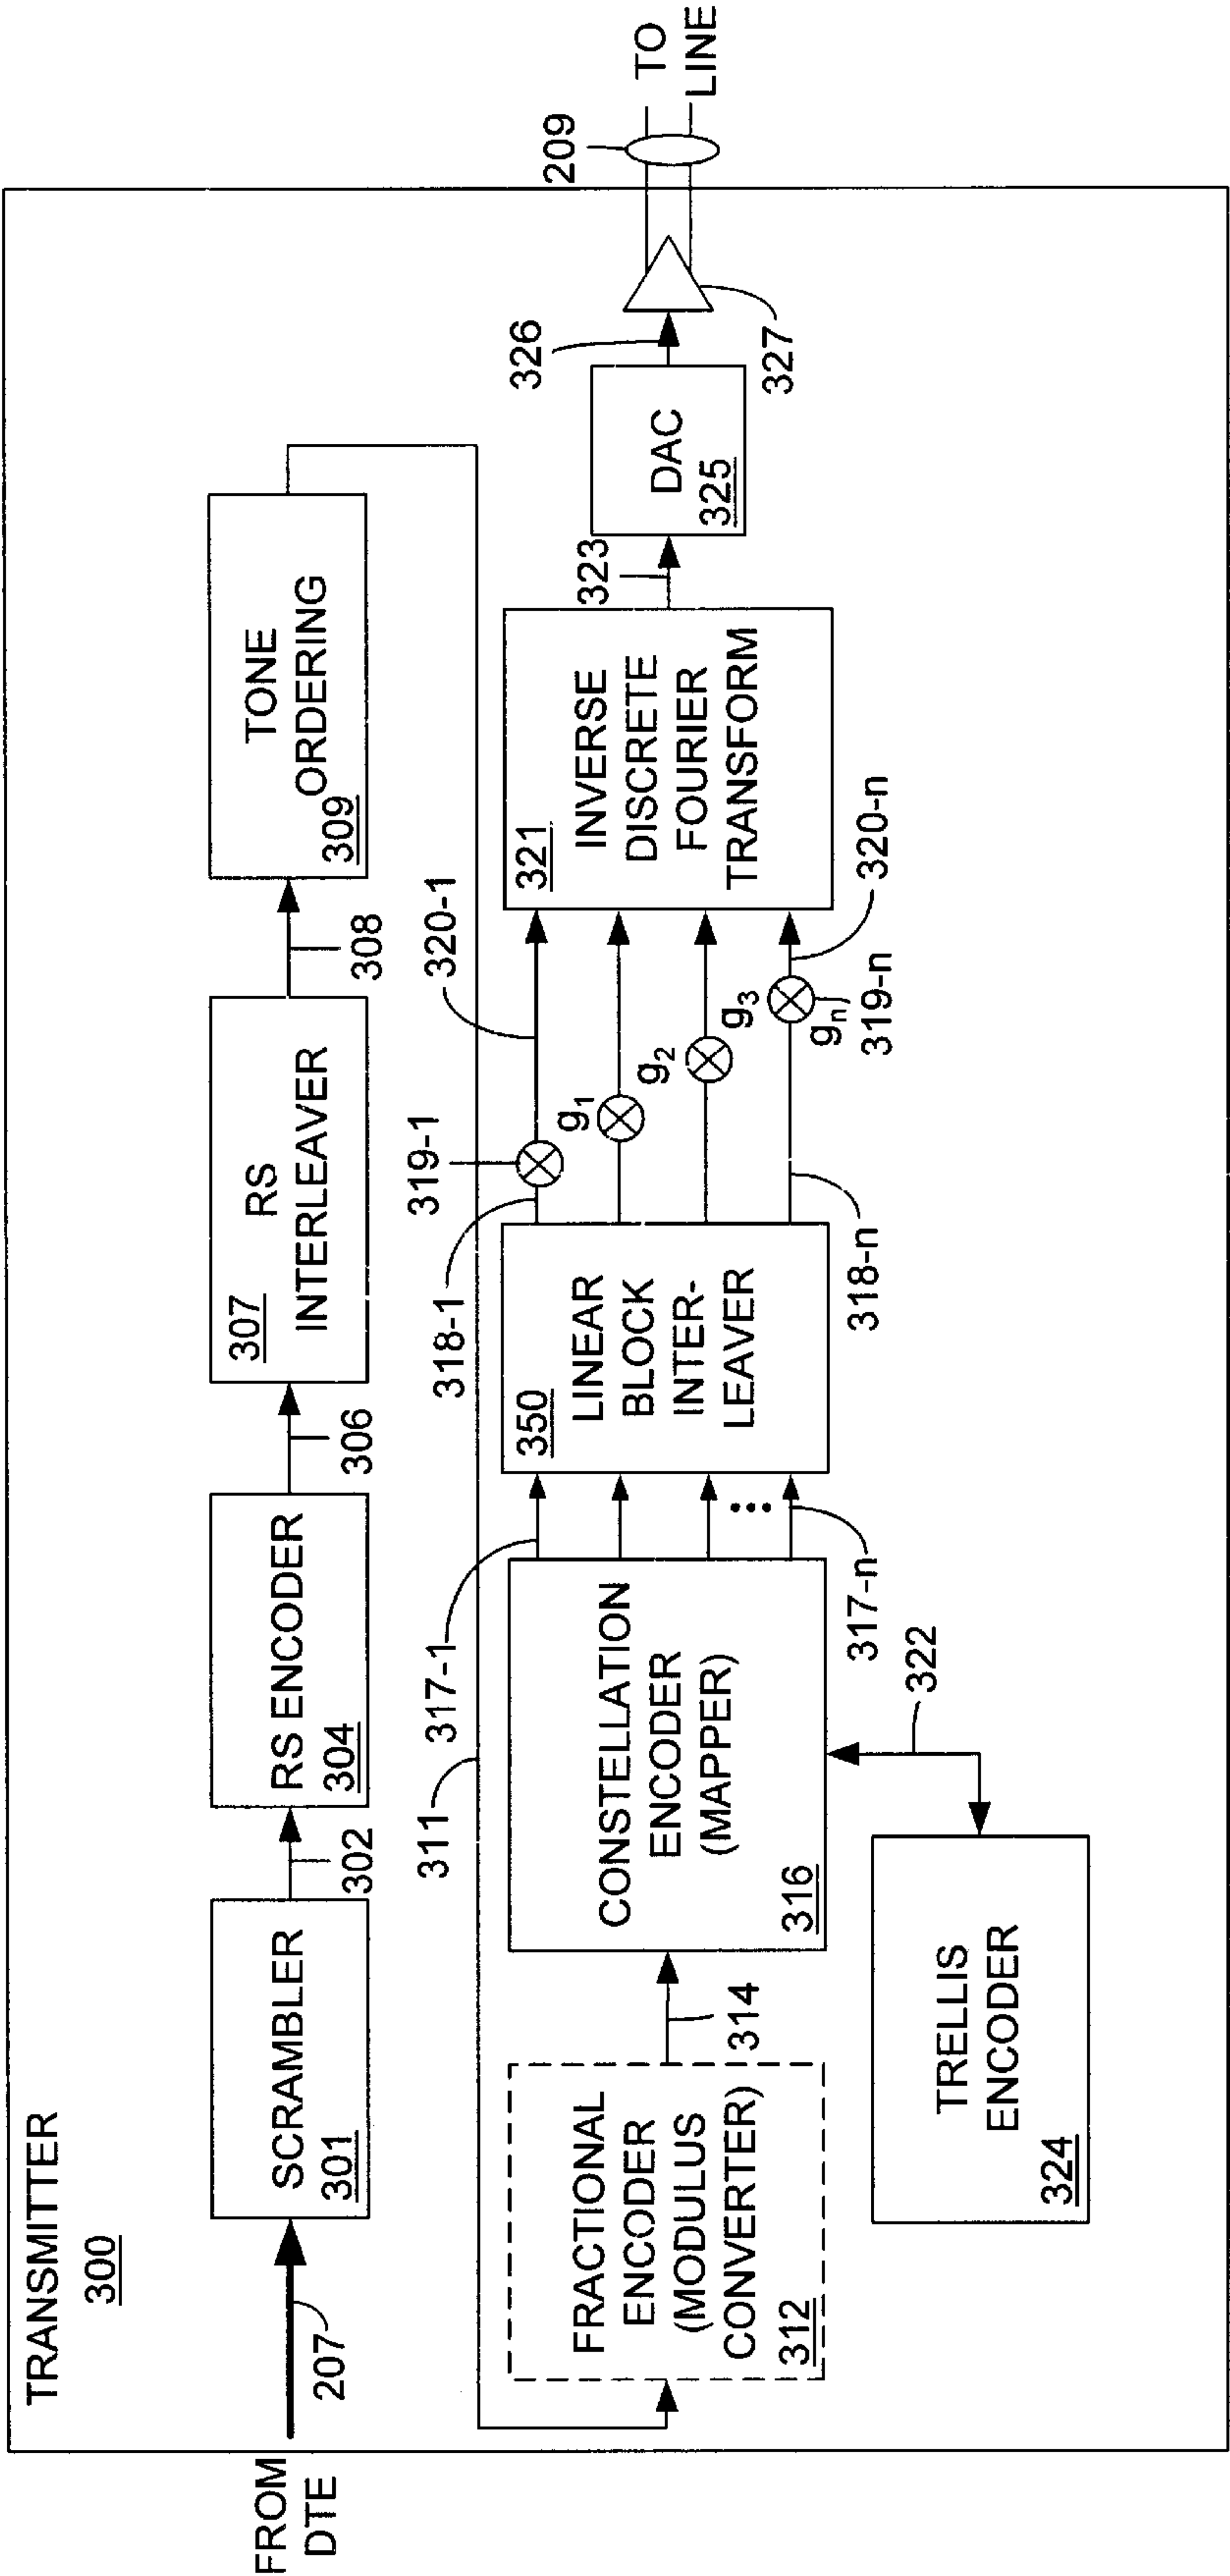 TRANSMITTER
300
FROM
DTE
207
SCRAMBLER
301
302
RS ENCODER
304
306
RS
INTERLEAVER
307
308
TONE
ORDERING
309
311
FRACTIONAL
ENCODER
(MODULUS
CONVERTER)
312
314
CONSTELLATION
ENCODER
(MAPPER)
316
322
TRELLIS
ENCODER
324
317-1
317-n
350
LINEAR
BLOCK
INTER-
LEAVER
318-1
318-n
319-1
g1
g2
g3
gn
319-n
320-1
320-n
321
INVERSE
DISCRETE
FOURIER
TRANSFORM
323
DAC
325
326
327
209
TO
LINE